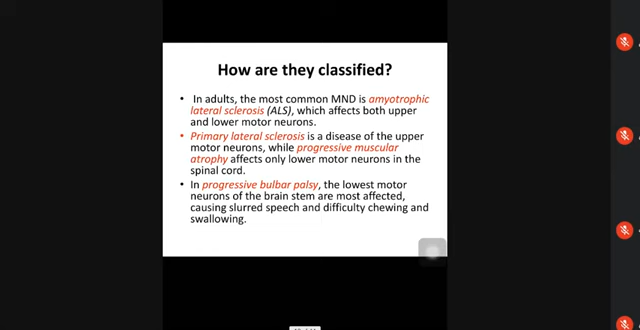 How are they classified?
• In adults, the most common MND is amyotrophic
lateral sclerosis (ALS), which affects both upper
and lower motor neurons.
• Primary lateral sclerosis is a disease of the upper
motor neurons, while progressive muscular
atrophy affects only lower motor neurons in the
spinal cord.
• In progressive bulbar palsy, the lowest motor
neurons of the brain stem are most affected,
causing slurred speech and difficulty chewing and
swallowing.